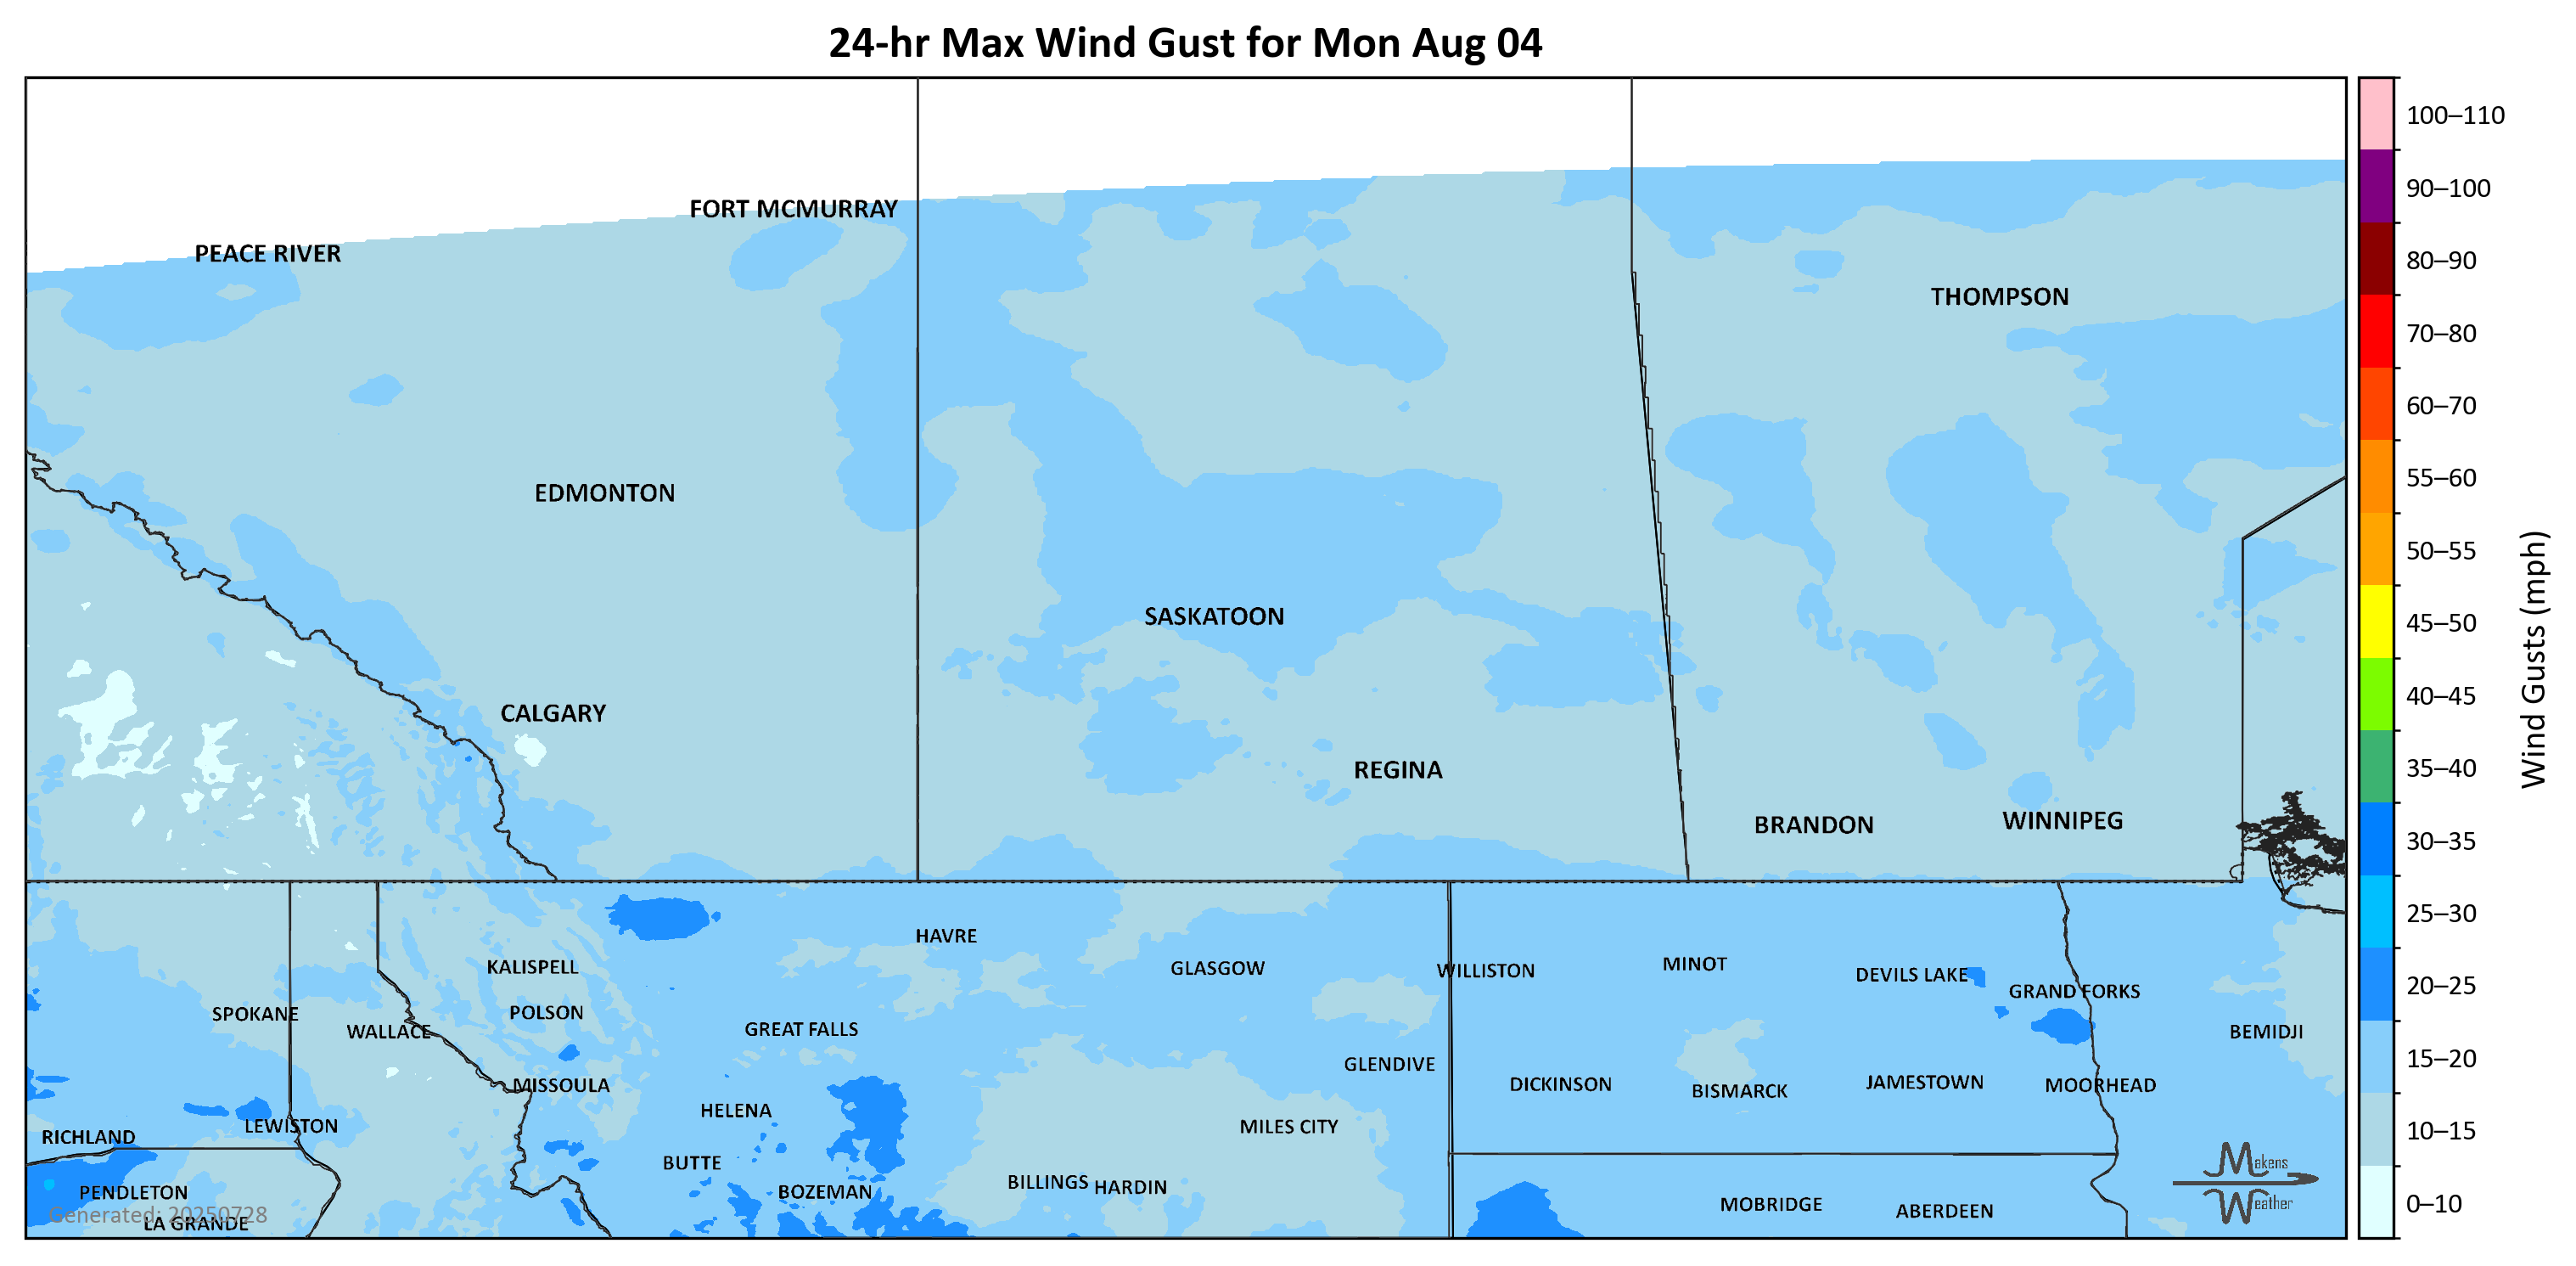 24-hr Max Wind Gust for Mon Aug 04
100–110
90–100
80–90
70–80
60–70
55–60
50–55
45–50
40–45
35–40
30–35
25–30
20–25
15–20
10–15
0–10
Wind Gusts (mph)
FORT MCMURRAY
PEACE RIVER
THOMPSON
EDMONTON
SASKATOON
CALGARY
REGINA
BRANDON
WINNIPEG
HAVRE
KALISPELL
GLASGOW
WILLISTON
MINOT
DEVILS LAKE
GRAND FORKS
SPOKANE
POLSON
WALLACE
GREAT FALLS
BEMIDJI
GLENDIVE
MISSOULA
DICKINSON
BISMARCK
JAMESTOWN
MOORHEAD
HELENA
LEWISTON
MILES CITY
RICHLAND
BUTTE
PENDLETON
BOZEMAN
BILLINGS
HARDIN
MOBRIDGE
ABERDEEN
Generated: 20250728
LA GRANDE
Makens
Weather